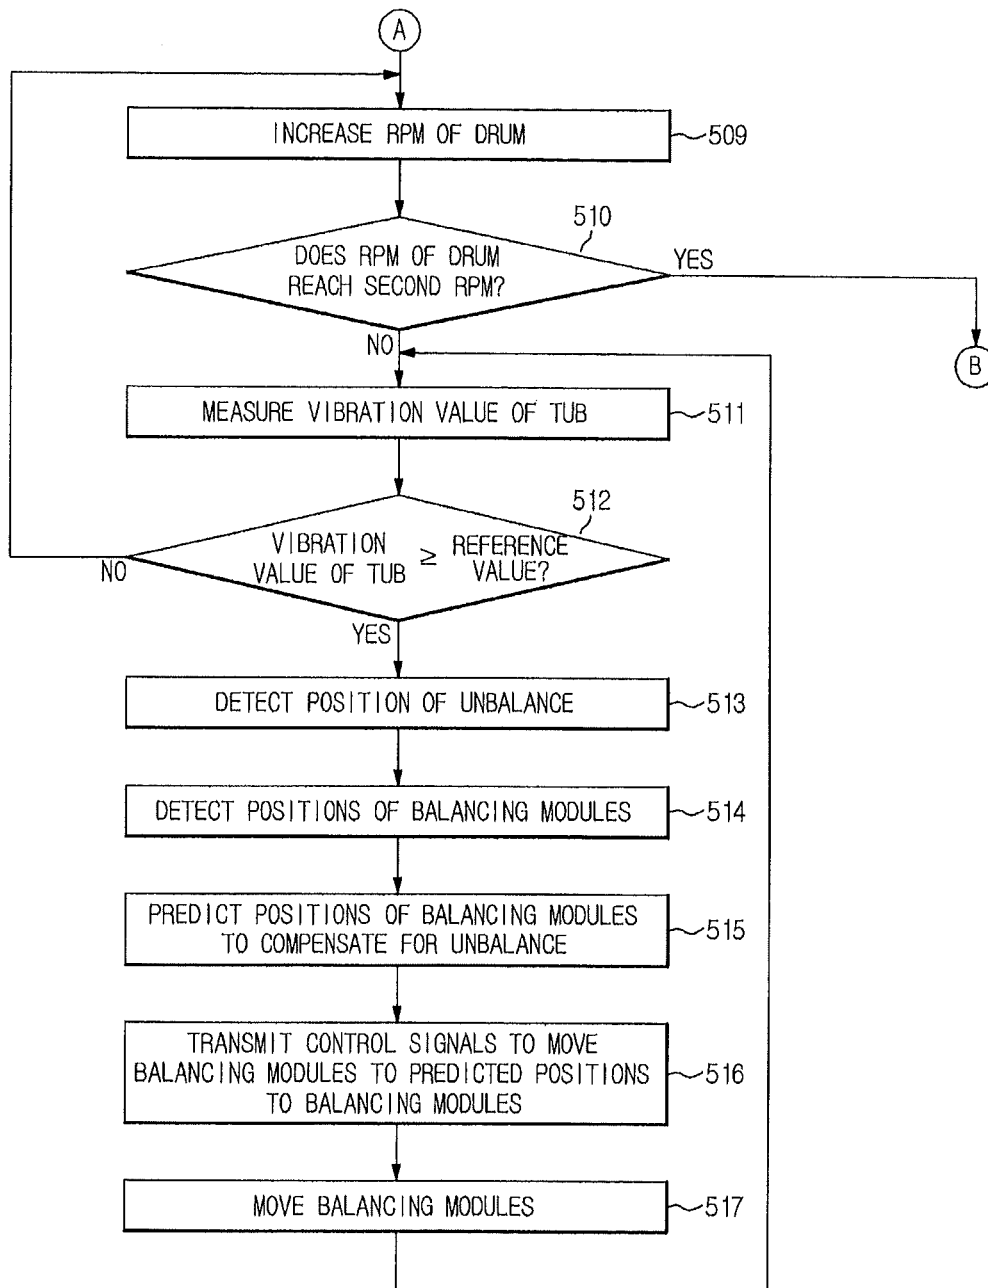 A
INCREASE RPM OF DRUM
509
510
DOES RPM OF DRUM
REACH SECOND RPM?
YES
NO
B
MEASURE VIBRATION VALUE OF TUB
511
512
VIBRATION
VALUE OF TUB
≥
REFERENCE
VALUE?
NO
YES
DETECT POSITION OF UNBALANCE
513
DETECT POSITIONS OF BALANCING MODULES
514
PREDICT POSITIONS OF BALANCING MODULES
TO COMPENSATE FOR UNBALANCE
515
TRANSMIT CONTROL SIGNALS TO MOVE
BALANCING MODULES TO PREDICTED POSITIONS
TO BALANCING MODULES
516
MOVE BALANCING MODULES
517